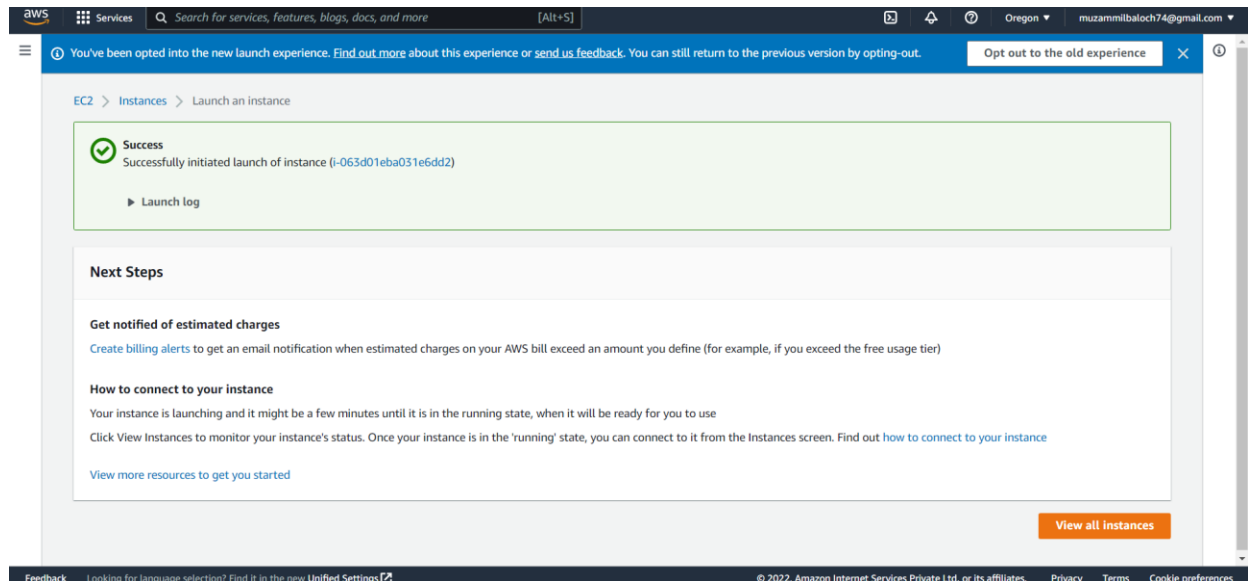 aws Services Search for services, features, blogs, docs, and more [Alt+S] Oregon muzammilbaloch74@gmail.com
You've been opted into the new launch experience. Find out more about this experience or send us feedback. You can still return to the previous version by opting-out. Opt out to the old experience
EC2 > Instances > Launch an instance
Success
Successfully initiated launch of instance (i-063d01eba031e6dd2)
Launch log
Next Steps
Get notified of estimated charges
Create billing alerts to get an email notification when estimated charges on your AWS bill exceed an amount you define (for example, if you exceed the free usage tier)
How to connect to your instance
Your instance is launching and it might be a few minutes until it is in the running state, when it will be ready for you to use
Click View Instances to monitor your instance's status. Once your instance is in the 'running' state, you can connect to it from the Instances screen. Find out how to connect to your instance
View more resources to get you started
View all instances
Feedback Looking for language selection? Find it in the new Unified Settings © 2022, Amazon Internet Services Private Ltd. or its affiliates. Privacy Terms Cookie preferences